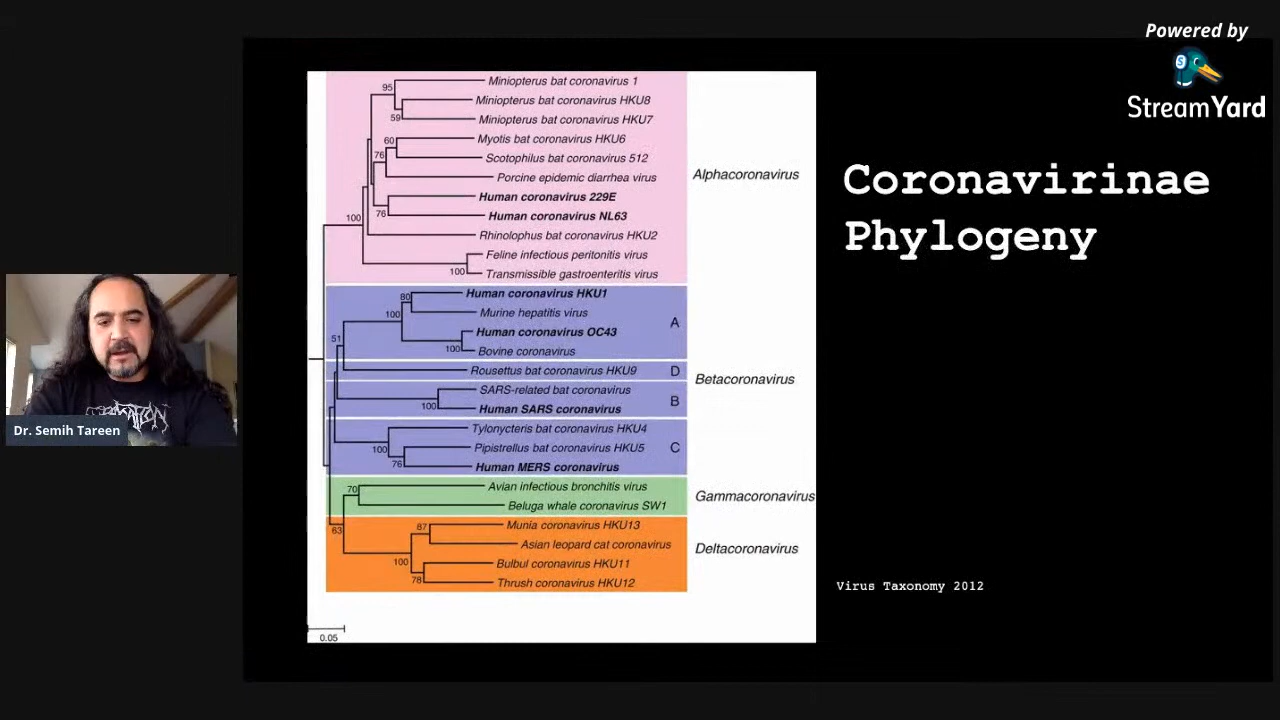 Powered by
StreamYard
Coronavirinae
Phylogeny
95
Miniopterus bat coronavirus 1
Miniopterus bat coronavirus HKU8
59
Miniopterus bat coronavirus HKU7
60
Myotis bat coronavirus HKU6
76
Scotophilus bat coronavirus 512
Porcine epidemic diarrhea virus
Alphacoronavirus
Human coronavirus 229E
76
Human coronavirus NL63
100
Rhinolophus bat coronavirus HKU2
Feline infectious peritonitis virus
100
Transmissible gastroenteritis virus
80
Human coronavirus HKU1
100
Murine hepatitis virus
A
51
Human coronavirus OC43
100
Bovine coronavirus
Rousettus bat coronavirus HKU9
D
Betacoronavirus
SARS-related bat coronavirus
100
Human SARS coronavirus
B
Tylonycteris bat coronavirus HKU4
100
Pipistrellus bat coronavirus HKU5
C
76
Human MERS coronavirus
70
Avian infectious bronchitis virus
Gammacoronavirus
Beluga whale coronavirus SW1
63
87
Munia coronavirus HKU13
Asian leopard cat coronavirus
Deltacoronavirus
100
Bulbul coronavirus HKU11
78
Thrush coronavirus HKU12
0.05
Virus Taxonomy 2012
Dr. Semih Tareen